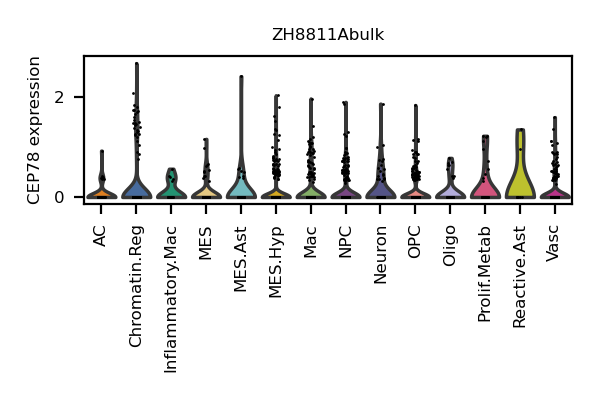 ZH8811Abulk
CEP78 expression
2
0
AC
Chromatin.Reg
Inflammatory.Mac
MES
MES.Ast
MES.Hyp
Mac
NPC
Neuron
OPC
Oligo
Prolif.Metab
Reactive.Ast
Vasc